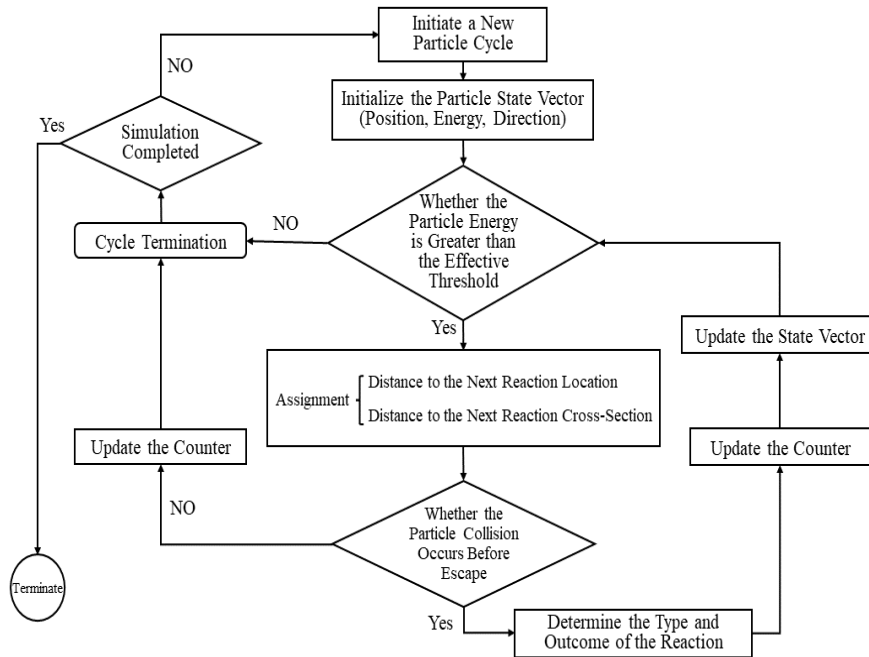 Initiate a New
Particle Cycle
NO
Initialize the Particle State Vector
(Position, Energy, Direction)
Yes
Simulation
Completed
Whether the
Particle Energy
is Greater than
the Effective
Threshold
NO
Cycle Termination
Yes
Update the State Vector
Assignment
Distance to the Next Reaction Location
Distance to the Next Reaction Cross-Section
Update the Counter
Update the Counter
NO
Whether the
Particle Collision
Occurs Before
Escape
Terminate
Yes
Determine the Type and
Outcome of the Reaction